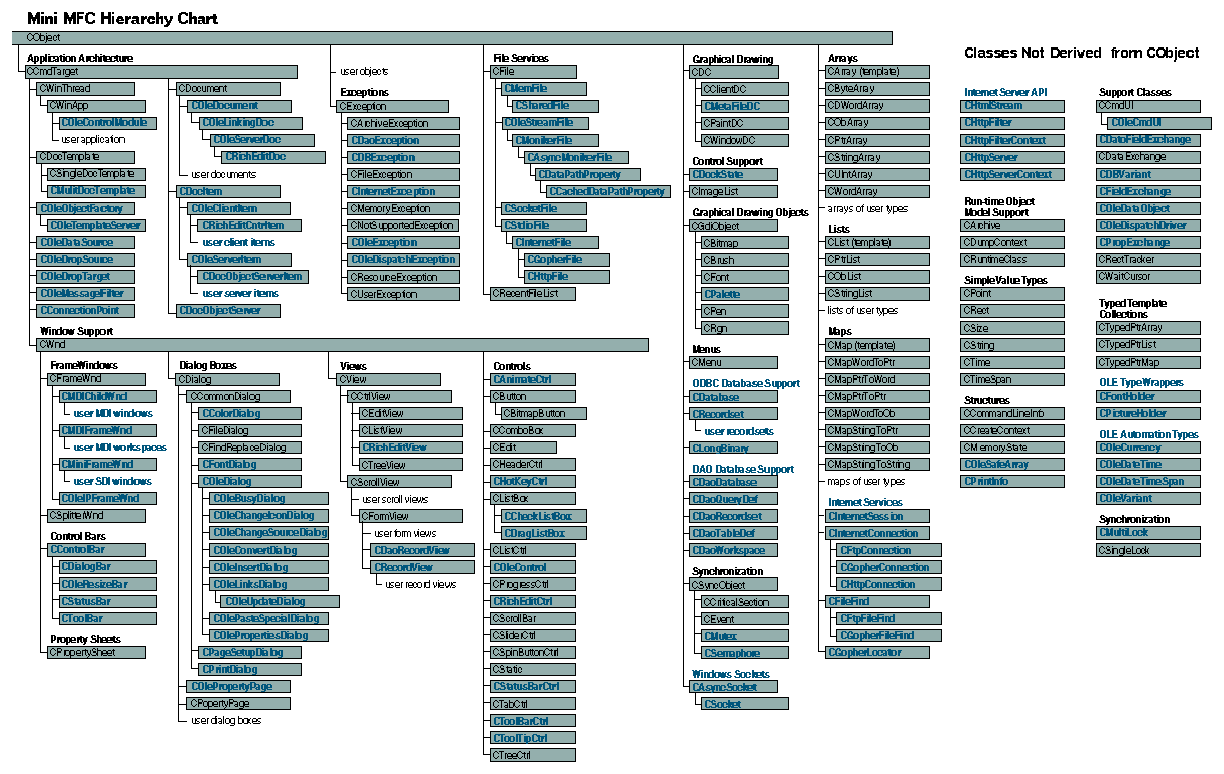 Mini MFC Hierarchy Chart
CObject
Application Architecture
CCmdTarget
CWinThread
CWinApp
COleControlModule
user application
CDocTemplate
CSingleDocTemplate
CMultiDocTemplate
COleObjectFactory
COleTemplateServer
COleDataSource
COleDropSource
COleDropTarget
COleMessageFilter
CConnectionPoint
CDocument
COleDocument
COleLinkingDoc
COleServerDoc
CRichEditDoc
user documents
CDocItem
COleClientItem
CRichEditCntrItem
user client items
COleServerItem
CDocObjectServerItem
user server items
CDocObjectServer
user objects
Exceptions
CException
CArchiveException
CDaoException
CDBException
CFileException
CInternetException
CMemoryException
CNotSupportedException
COleException
COleDispatchException
CResourceException
CUserException
File Services
CFile
CMemFile
CSharedFile
COleStreamFile
CMonikerFile
CAsyncMonikerFile
CDataPathProperty
CCachedDataPathProperty
CSocketFile
CStdioFile
CInternetFile
CGopherFile
CHttpFile
CRecentFileList
Window Support
CWnd
Frame Windows
CFrameWnd
CMDIChildWnd
user MDI windows
CMDIFrameWnd
user MDI workspaces
CMiniFrameWnd
user SDI windows
COleIPFrameWnd
CSplitterWnd
Control Bars
CControlBar
CDialogBar
COleResizeBar
CStatusBar
CToolBar
Property Sheets
CPropertySheet
Dialog Boxes
CDialog
CCommonDialog
CColorDialog
CFileDialog
CFindReplaceDialog
CFontDialog
COleDialog
COleBusyDialog
COleChangeIconDialog
COleChangeSourceDialog
COleConvertDialog
COleInsertDialog
COleLinksDialog
COleUpdateDialog
COlePasteSpecialDialog
COlePropertiesDialog
CPageSetupDialog
CPrintDialog
COlePropertyPage
CPopertyPage
user dialog boxes
Views
CView
CCtrlView
CEditView
CListView
CRichEditView
CTreeView
CScrollView
user scroll views
CFormView
user form views
CDaoRecordView
CRecordView
user record views
Controls
CAnimateCtrl
CButton
CBitmapButton
CComboBox
CEdit
CHeaderCtrl
CHotKeyCtrl
CListBox
CCheckListBox
CDragListBox
CListCtrl
COleControl
CProgressCtrl
CRichEditCtrl
CScrollBar
CSliderCtrl
CSpinButtonCtrl
CStatic
CStatusBarCtrl
CTabCtrl
CToolBarCtrl
CToolTipCtrl
CTreeCtrl
Graphical Drawing
CDC
CClientDC
CMetaFileDC
CPaintDC
CWindowDC
Control Support
CDockState
CImageList
Graphical Drawing Objects
CGdiObject
CBitmap
CBrush
CFont
CPalette
CPen
CRgn
Menus
CMenu
ODBC Database Support
CDatabase
CRecordset
user recordsets
CLongBinary
DAO Database Support
CDaoDatabase
CDaoQueryDef
CDaoRecordset
CDaoTableDef
CDaoWorkspace
Synchronization
CSyncObject
CCriticalSection
CEvent
CMutex
CSemaphore
Windows Sockets
CAsyncSocket
CSocket
Arrays
CArray (template)
CByteArray
CDWordArray
CObArray
CPtrArray
CStringArray
CUIntArray
CWordArray
arrays of user types
Lists
CList (template)
CPtrList
CObList
CStringList
lists of user types
Maps
CMap (template)
CMapWordToPtr
CMapPtrToWord
CMapPtrToPtr
CMapWordToOb
CMapStingToPtr
CMapStingToOb
CMapStingToString
maps of user types
Internet Services
CInternetSession
CInternetConnection
CFtpConnection
CGopherConnection
CHttpConnection
CFileFind
CFtpFileFind
CGopherFileFind
CGopherLocator
Classes Not Derived from CObject
Internet Server API
CHtmlStream
CHttpFilter
CHttpFilterContext
CHttpServer
CHttpServerContext
Run-time Object
Model Support
CArchive
CDumpContext
CRuntimeClass
Simple Value Types
CPoint
CRect
CSize
CString
CTime
CTimeSpan
Structures
CCommandLineInfo
CCreateContext
CMemoryState
COleSafeArray
CPrintInfo
Support Classes
CCmdUI
COleCmdUI
CDaoFieldExchange
CDataExchange
CDBVariant
CFieldExchange
COleDataObject
COleDispatchDriver
CPropExchange
CRectTracker
CWaitCursor
Typed Template
Collections
CTypedPtrArray
CTypedPtrList
CTypedPtrMap
OLE Type Wrappers
CFontHolder
CPictureHolder
OLE Automation Types
COleCurrency
COleDateTime
COleDateTimeSpan
COleVariant
Synchronization
CMultiLock
CSingleLock